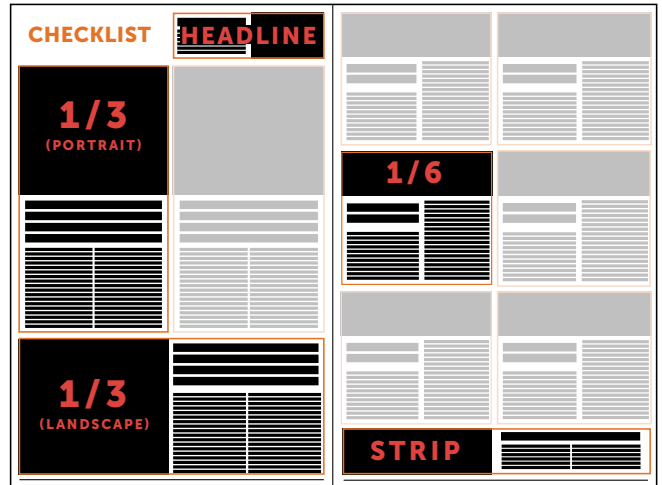 CHECKLIST
HEADLINE
1/3
(PORTRAIT)
1/3
(LANDSCAPE)
1/6
STRIP